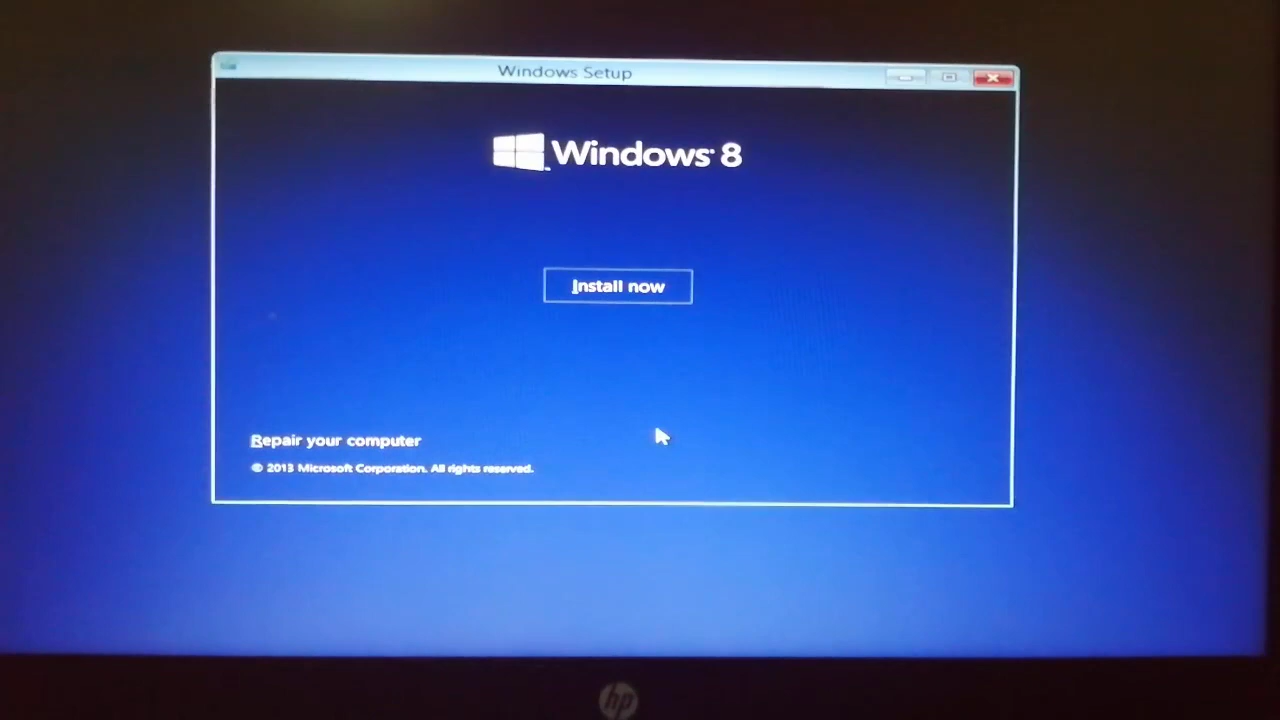 Windows Setup
Windows 8
Install now
Repair your computer
© 2013 Microsoft Corporation. All rights reserved.
hp